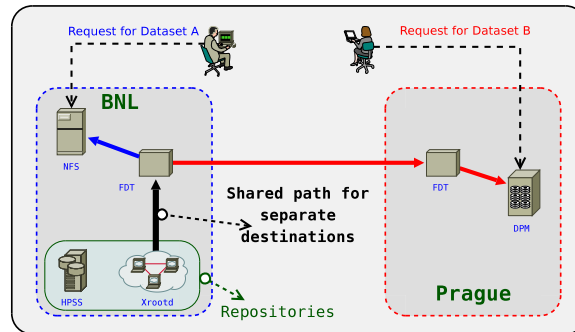 Request for Dataset A
Request for Dataset B
BNL
NFS
FDT
FDT
DPM
Shared path for
separate
destinations
HPSS
Xrootd
Repositories
Prague